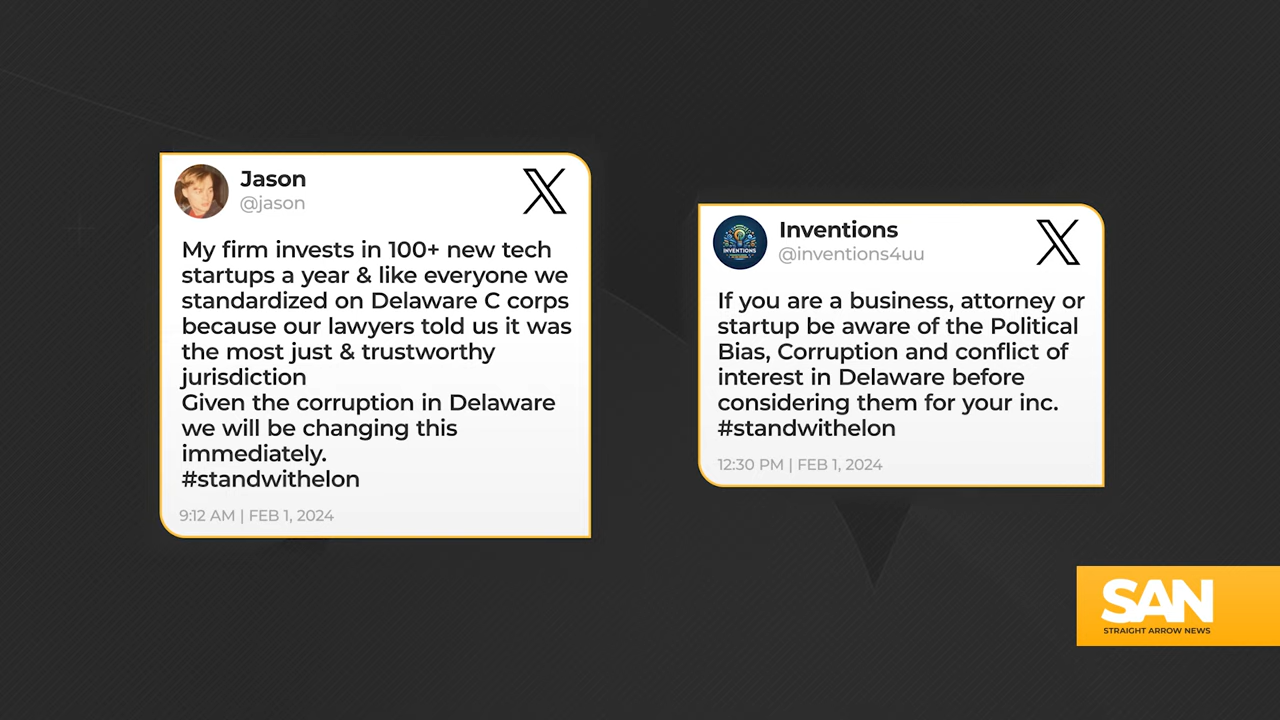 Jason
@jason
My firm invests in 100+ new tech
startups a year & like everyone we
standardized on Delaware C corps
because our lawyers told us it was
the most just & trustworthy
jurisdiction
Given the corruption in Delaware
we will be changing this
immediately.
#standwithelon
9:12 AM | FEB 1, 2024
INVENTIONS
Inventions
@inventions4uu
If you are a business, attorney or
startup be aware of the Political
Bias, Corruption and conflict of
interest in Delaware before
considering them for your inc.
#standwithelon
12:30 PM | FEB 1, 2024
SAN
STRAIGHT ARROW NEWS